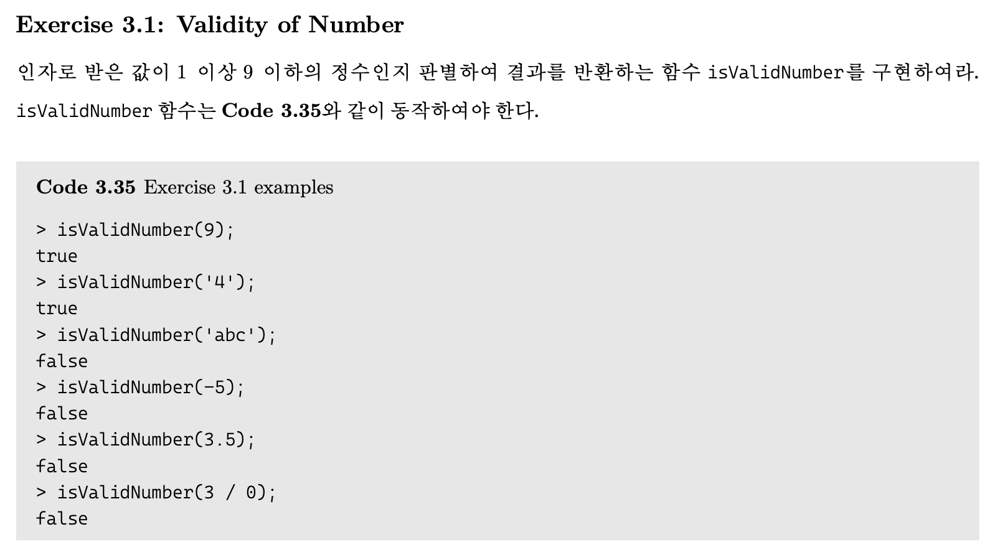 Exercise 3.1: Validity of Number
인자로 받은 값이 1 이상 9 이하의 정수인지 판별하여 결과를 반환하는 함수 isValidNumber를 구현하여라.
isValidNumber 함수는 Code 3.35와 같이 동작하여야 한다.
Code 3.35 Exercise 3.1 examples
> isValidNumber(9);
true
> isValidNumber('4');
true
> isValidNumber('abc');
false
> isValidNumber(-5);
false
> isValidNumber(3.5);
false
> isValidNumber(3 / 0);
false